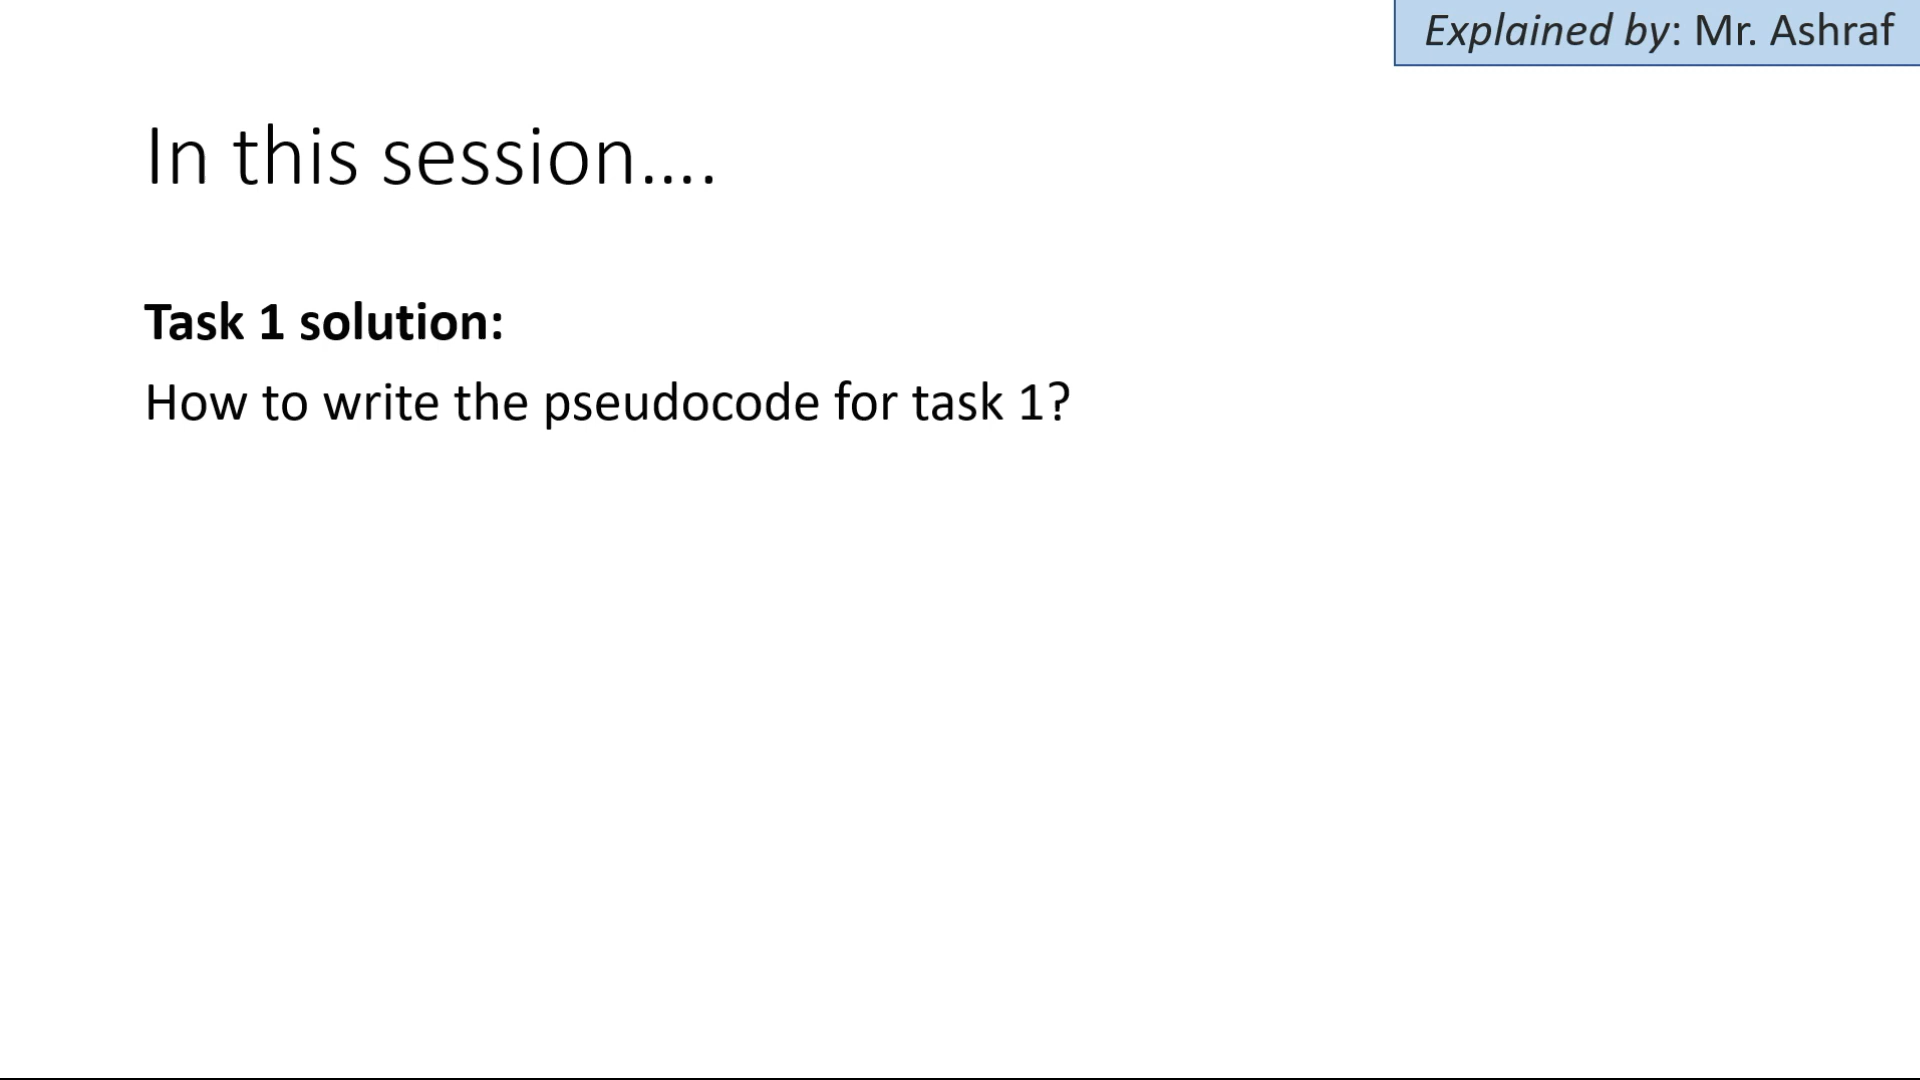 Explained by: Mr. Ashraf
In this session....
Task 1 solution:
How to write the pseudocode for task 1?